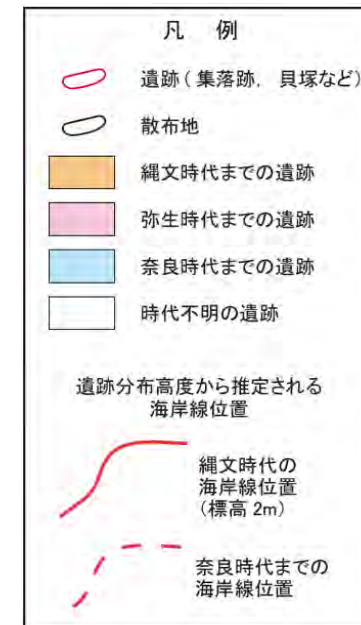 凡 例
遺跡(集落跡,貝塚など)
散布地
縄文時代までの遺跡
弥生時代までの遺跡
奈良時代までの遺跡
時代不明の遺跡
遺跡分布高度から推定される
海岸線位置
縄文時代の
海岸線位置
(標高 2m)
奈良時代までの
海岸線位置